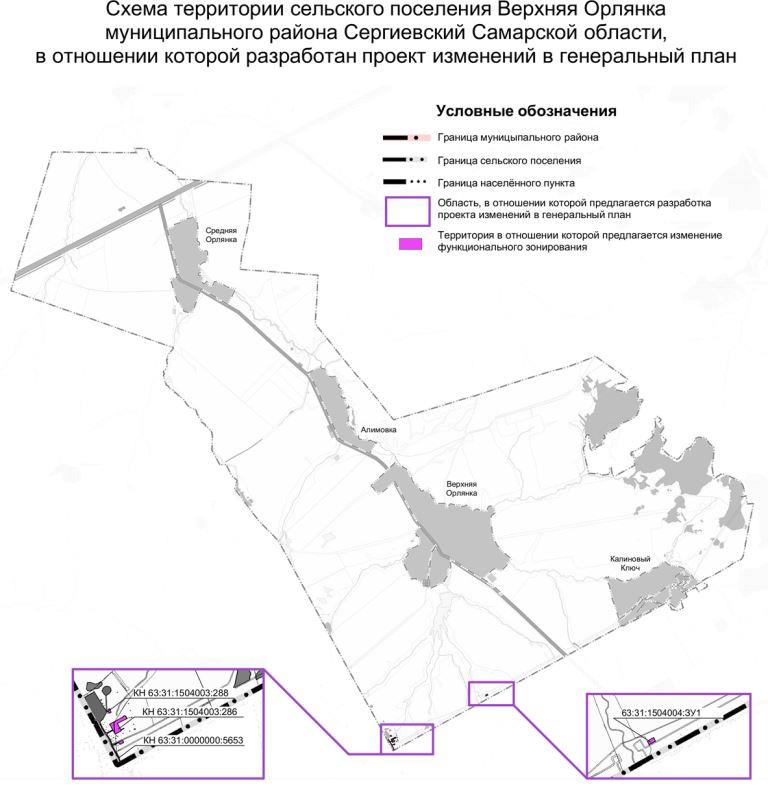 Схема территории сельского поселения Верхняя Орлянка
муниципального района Сергиевский Самарской области,
в отношении которой разработан проект изменений в генеральный план
Условные обозначения
Граница муницыпального района
Граница сельского поселения
Граница населённого пункта
Область, в отношении которой предлагается разработка
проекта изменений в генеральный план
Территория в отношении которой предлагается изменение
функционального зонирования
Средняя
Орлянка
Алимовка
Верхняя
Орлянка
Калиновый
Ключ
КН 63:31:1504003:288
КН 63:31:1504003:286
КН 63:31:0000000:5653
63:31:1504004:ЗУ1